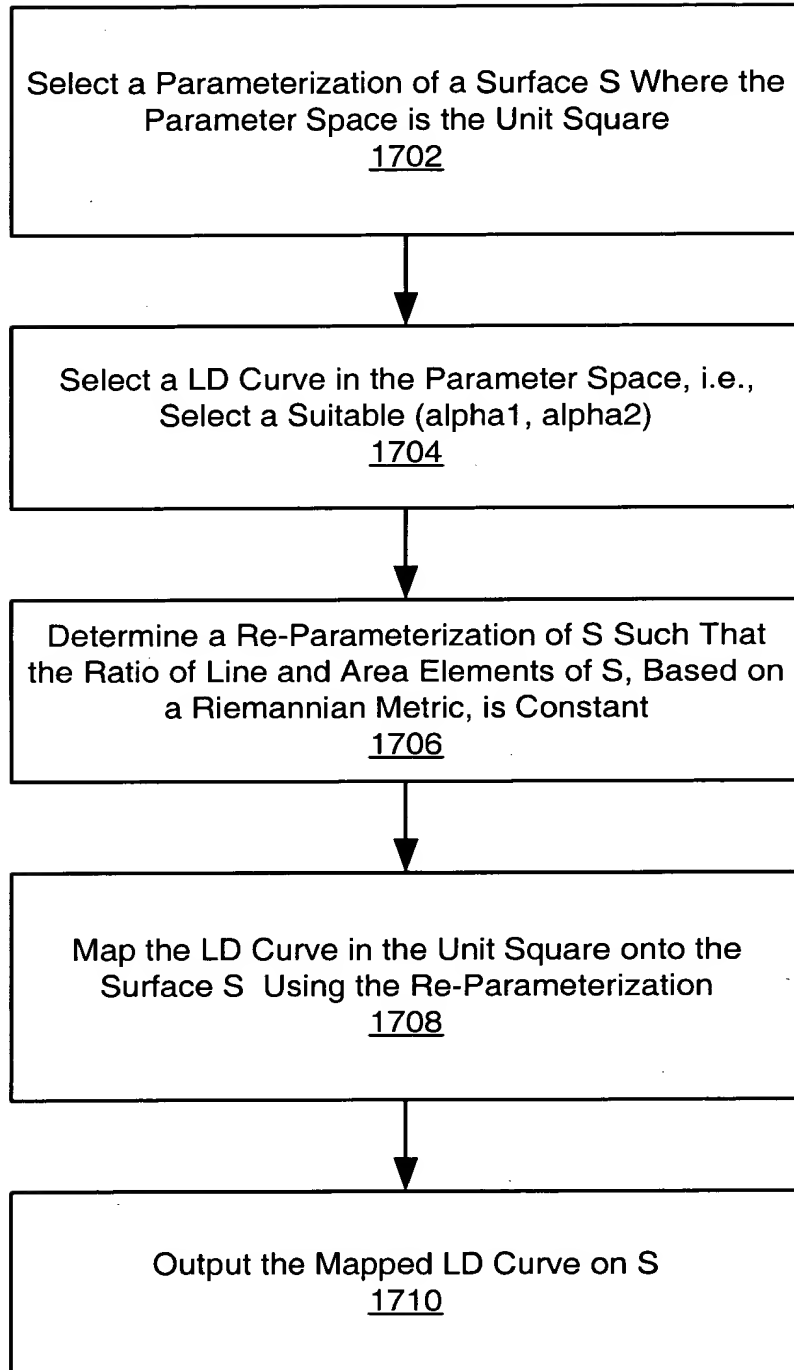 Select a Parameterization of a Surface S Where the
Parameter Space is the Unit Square
1702
Select a LD Curve in the Parameter Space, i.e.,
Select a Suitable (alpha1, alpha2)
1704
Determine a Re-Parameterization of S Such That
the Ratio of Line and Area Elements of S, Based on
a Riemannian Metric, is Constant
1706
Map the LD Curve in the Unit Square onto the
Surface S Using the Re-Parameterization
1708
Output the Mapped LD Curve on S
1710